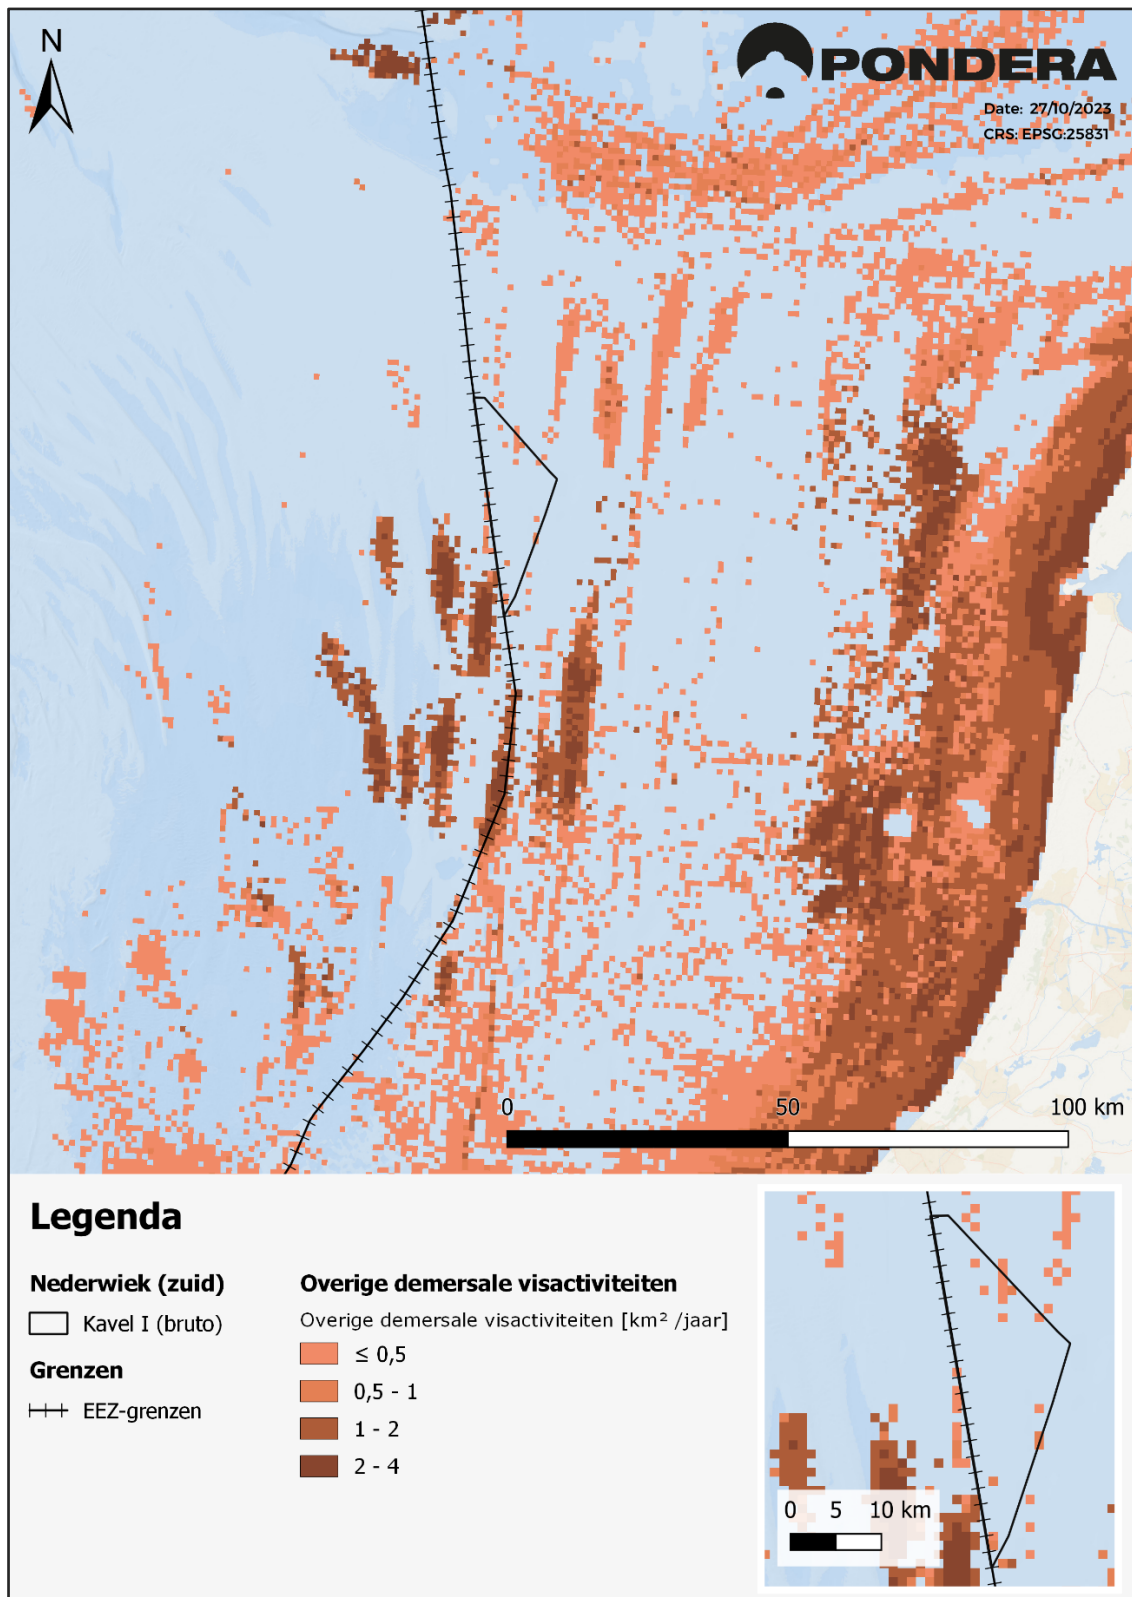 N
PONDERA
Date: 27/10/2023
CRS: EPSG:25831
0 50 100 km
Legenda
Nederwiek (zuid)
Kavel I (bruto)
Grenzen
EEZ-grenzen
Overige demersale visactiviteiten
Overige demersale visactiviteiten [km² /jaar]
≤ 0,5
0,5 - 1
1 - 2
2 - 4
0 5 10 km